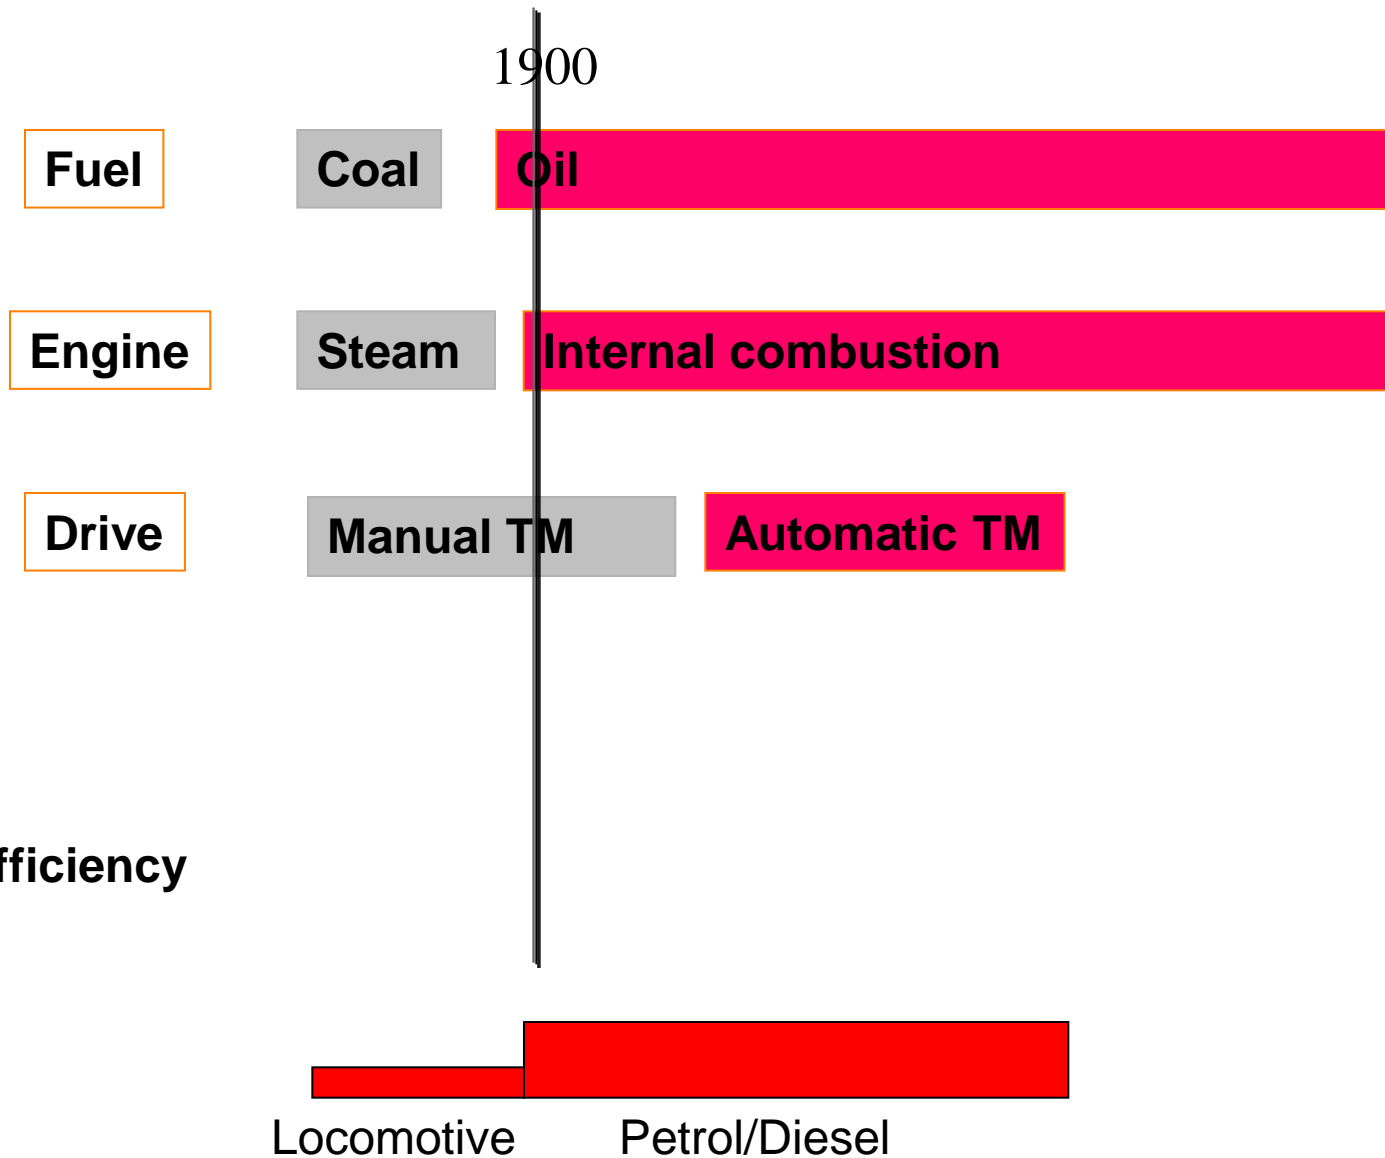 1900
Fuel Coal Oil
Engine Steam Internal combustion
Drive Manual TM Automatic TM
fficiency
Locomotive Petrol/Diesel